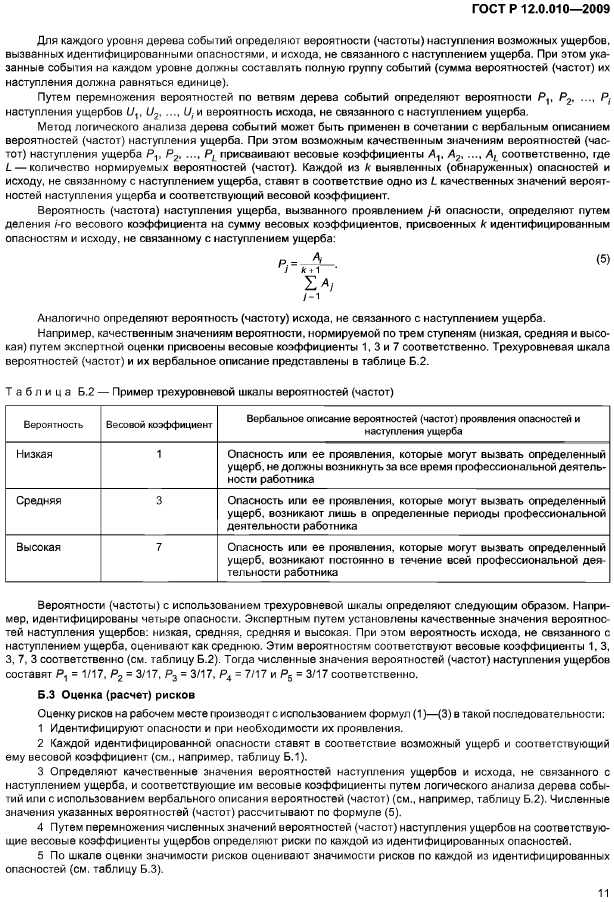 ГОСТ Р 12.0.010—2009
Для каждого уровня дерева событий определяют вероятности (частоты) наступления возможных ущербов,
вызванных идентифицированными опасностями, и исхода, не связанного с наступлением ущерба. При этом ука-
занные события на каждом уровне должны составлять полную группу событий (сумма вероятностей (частот) их
наступления должна равняться единице).
Путем перемножения вероятностей по ветвям дерева событий определяют вероятности P₁, P₂, ..., Pᵢ
наступления ущербов U₁, U₂, ..., Uᵢ и вероятность исхода, не связанного с наступлением ущерба.
Метод логического анализа дерева событий может быть применен в сочетании с вербальным описанием
вероятностей (частот) наступления ущерба. При этом возможным качественным значениям вероятностей (час-
тот) наступления ущерба P₁, P₂, ..., P_L присваивают весовые коэффициенты A₁, A₂, ..., A_L соответственно, где
L — количество нормируемых вероятностей (частот). Каждой из k выявленных (обнаруженных) опасностей и
исходу, не связанному с наступлением ущерба, ставят в соответствие одно из L качественных значений вероят-
ностей наступления ущерба и соответствующий весовой коэффициент.
Вероятность (частота) наступления ущерба, вызванного проявлением j-й опасности, определяют путем
деления i-го весового коэффициента на сумму весовых коэффициентов, присвоенных k идентифицированным
опасностям и исходу, не связанному с наступлением ущерба:
Pⱼ = Aⱼ / k+1 ∑ j–1 Aⱼ . (5)
Аналогично определяют вероятность (частоту) исхода, не связанного с наступлением ущерба.
Например, качественным значениям вероятности, нормируемой по трем ступеням (низкая, средняя и высо-
кая) путем экспертной оценки присвоены весовые коэффициенты 1, 3 и 7 соответственно. Трехуровневая шкала
вероятностей (частот) и их вербальное описание представлены в таблице Б.2.
Таблица Б.2 — Пример трехуровневой шкалы вероятностей (частот)
Вероятность Весовой коэффициент Вербальное описание вероятностей (частот) проявления опасностей и
наступления ущерба
Низкая 1 Опасность или ее проявления, которые могут вызвать определенный
ущерб, не должны возникнуть за все время профессиональной деятель-
ности работника
Средняя 3 Опасность или ее проявления, которые могут вызвать определенный
ущерб, возникают лишь в определенные периоды профессиональной
деятельности работника
Высокая 7 Опасность или ее проявления, которые могут вызвать определенный
ущерб, возникают постоянно в течение всей профессиональной дея-
тельности работника
Вероятности (частоты) с использованием трехуровневой шкалы определяют следующим образом. Напри-
мер, идентифицированы четыре опасности. Экспертным путем установлены качественные значения вероятнос-
тей наступления ущербов: низкая, средняя, средняя и высокая. При этом вероятность исхода, не связанного с
наступлением ущерба, оценивают как среднюю. Этим вероятностям соответствуют весовые коэффициенты 1, 3,
3, 7, 3 соответственно (см. таблицу Б.2). Тогда численные значения вероятностей (частот) наступления ущербов
составят P₁ = 1/17, P₂ = 3/17, P₃ = 3/17, P₄ = 7/17 и P₅ = 3/17 соответственно.
Б.3 Оценка (расчет) рисков
Оценку рисков на рабочем месте производят с использованием формул (1)—(3) в такой последовательности:
1 Идентифицируют опасности и при необходимости их проявления.
2 Каждой идентифицированной опасности ставят в соответствие возможный ущерб и соответствующий
ему весовой коэффициент (см., например, таблицу Б.1).
3 Определяют качественные значения вероятностей наступления ущербов и исхода, не связанного с
наступлением ущерба, и соответствующие им весовые коэффициенты путем логического анализа дерева собы-
тий или с использованием вербального описания вероятностей (частот) (см., например, таблицу Б.2). Численные
значения указанных вероятностей (частот) рассчитывают по формуле (5).
4 Путем перемножения численных значений вероятностей (частот) наступления ущербов на соответствую-
щие весовые коэффициенты ущербов определяют риски по каждой из идентифицированных опасностей.
5 По шкале оценки значимости рисков оценивают значимости рисков по каждой из идентифицированных
опасностей (см. таблицу Б.3).
11